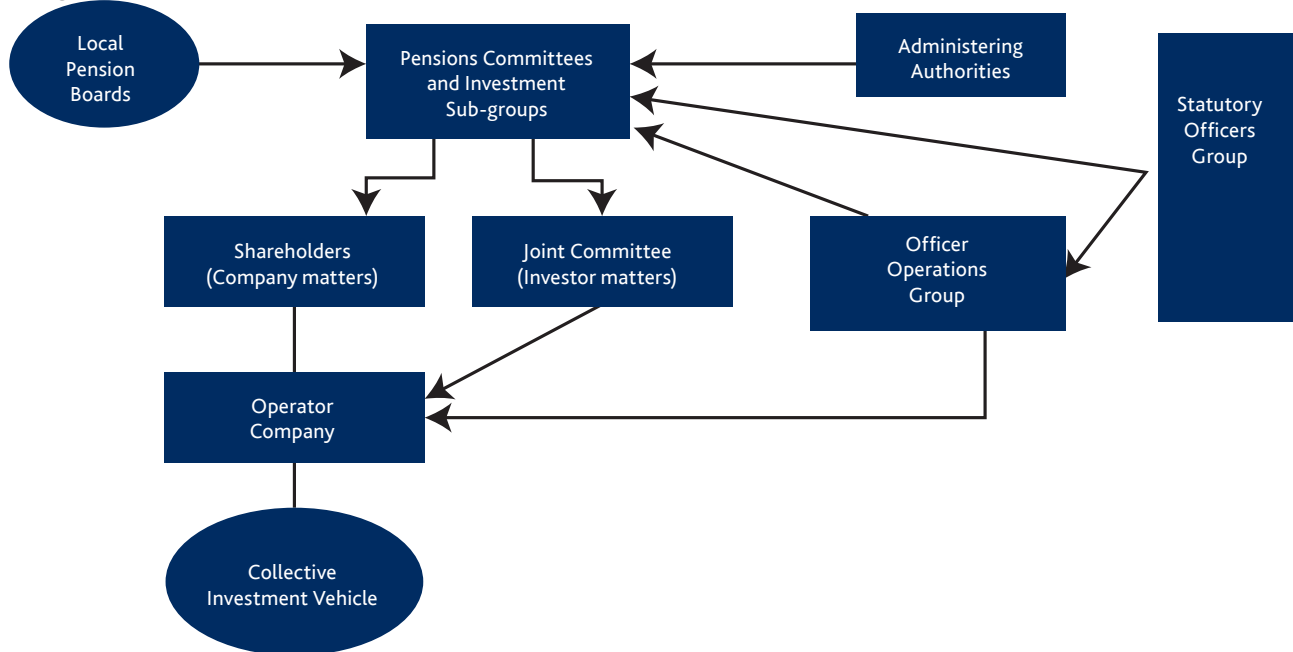 Local
Pension
Boards
Pensions Committees
and Investment
Sub-groups
Administering
Authorities
Statutory
Officers
Group
Shareholders
(Company matters)
Joint Committee
(Investor matters)
Officer
Operations
Group
Operator
Company
Collective
Investment Vehicle